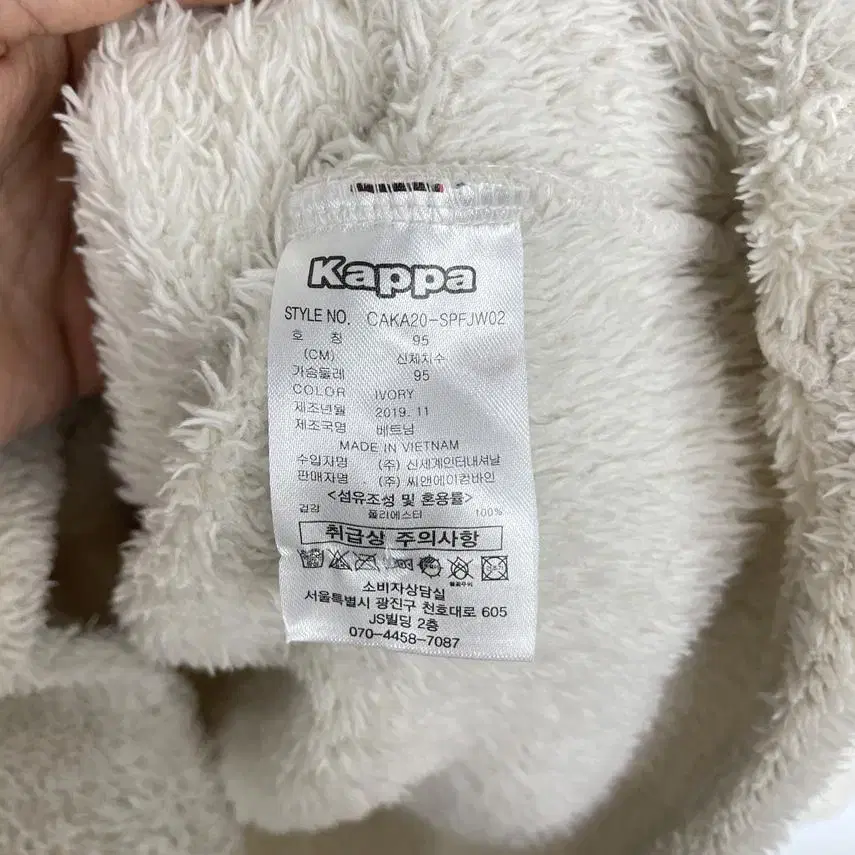 Kappa
STYLE NO. CAKA20-SPFJW02
호 칭 95
(CM) 신체치수
가슴둘레 95
COLOR IVORY
제조년월 2019. 11
제조국명 베트남
MADE IN VIETNAM
수입자명 (주) 신세계인터내셔날
판매자명 (주) 씨앤에이컴바인
<섬유조성 및 혼용률>
겉감 폴리에스터 100%
취급상 주의사항
소비자상담실
서울특별시 광진구 천호대로 605
JS빌딩 2층
070-4458-7087